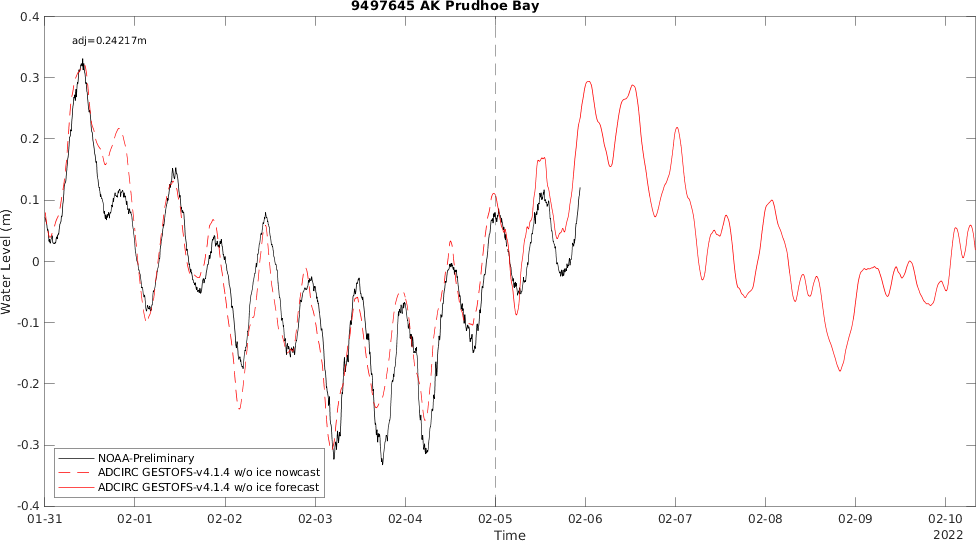 9497645 AK Prudhoe Bay
adj=0.24217m
0.4
0.3
0.2
0.1
0
-0.1
-0.2
-0.3
-0.4
Water Level (m)
NOAA-Preliminary
ADCIRC GESTOFS-v4.1.4 w/o ice nowcast
ADCIRC GESTOFS-v4.1.4 w/o ice forecast
01-31 02-01 02-02 02-03 02-04 02-05 02-06 02-07 02-08 02-09 02-10
Time
2022